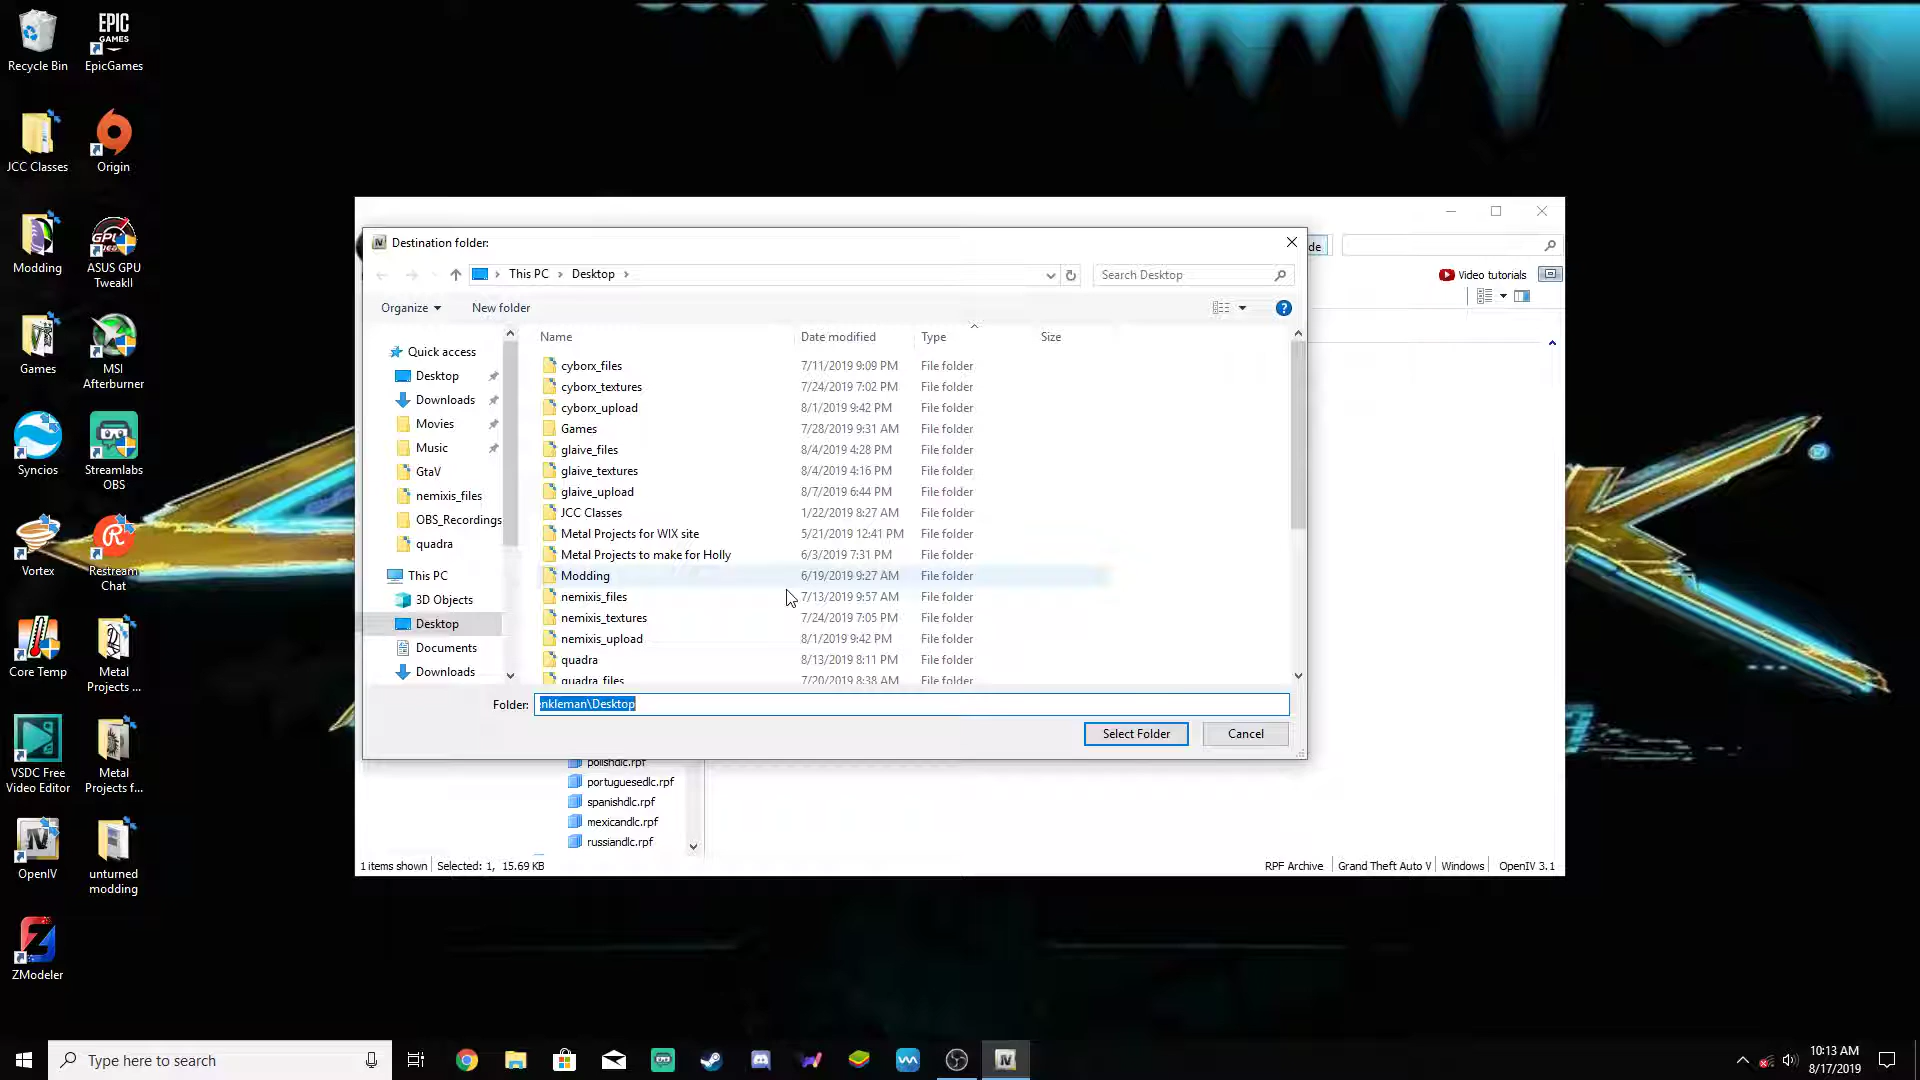 Recycle Bin
EPIC GAMES
EpicGames
JCC Classes
Origin
Modding
ASUS GPU TweakII
Games
MSI Afterburner
Syncios
Streamlabs OBS
Vortex
Restream Chat
Core Temp
Metal Projects ...
VSDC Free Video Editor
Metal Projects f...
OpenIV
unturned modding
ZModeler
Destination folder:
This PC > Desktop >
Search Desktop
de
Video tutorials
Organize
New folder
Name Date modified Type Size
Quick access
Desktop
Downloads
Movies
Music
GtaV
nemixis_files
OBS_Recordings
quadra
This PC
3D Objects
Desktop
Documents
Downloads
cyborx_files 7/11/2019 9:09 PM File folder
cyborx_textures 7/24/2019 7:02 PM File folder
cyborx_upload 8/1/2019 9:42 PM File folder
Games 7/28/2019 9:31 AM File folder
glaive_files 8/4/2019 4:28 PM File folder
glaive_textures 8/4/2019 4:16 PM File folder
glaive_upload 8/7/2019 6:44 PM File folder
JCC Classes 1/22/2019 8:27 AM File folder
Metal Projects for WIX site 5/21/2019 12:41 PM File folder
Metal Projects to make for Holly 6/3/2019 7:31 PM File folder
Modding 6/19/2019 9:27 AM File folder
nemixis_files 7/13/2019 9:57 AM File folder
nemixis_textures 7/24/2019 7:05 PM File folder
nemixis_upload 8/1/2019 9:42 PM File folder
quadra 8/13/2019 8:11 PM File folder
quadra_files 7/20/2019 8:38 AM File folder
Folder: nkleman\Desktop
Select Folder
Cancel
polishdlc.rpf
portuguesedlc.rpf
spanishdlc.rpf
mexicandlc.rpf
russiandlc.rpf
1 items shown Selected: 1, 15.69 KB
RPF Archive Grand Theft Auto V Windows OpenIV 3.1
Type here to search
10:13 AM
8/17/2019